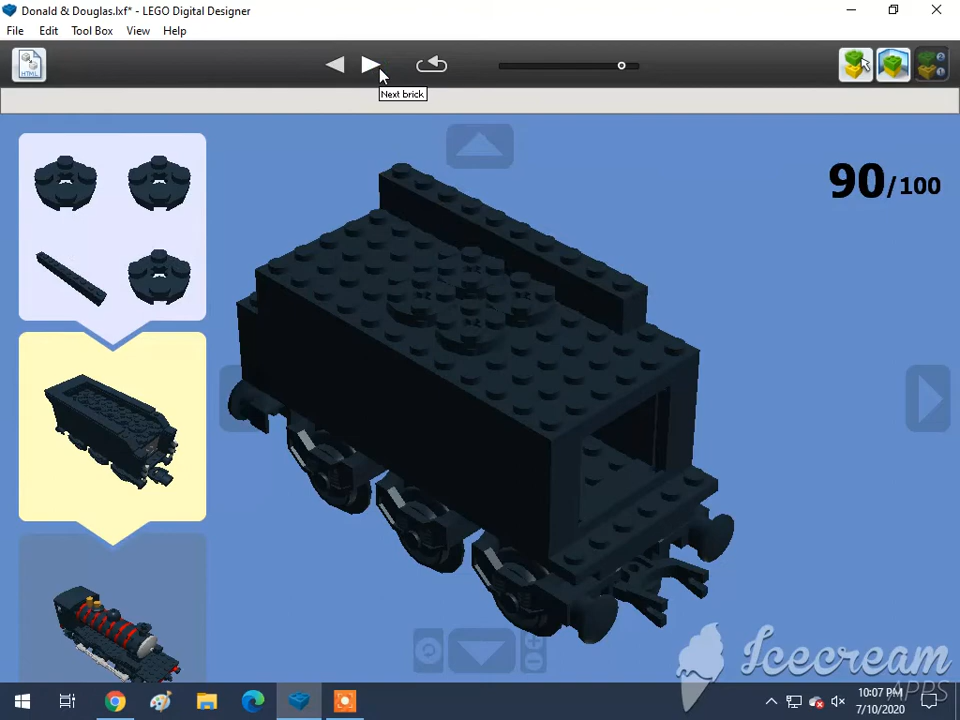 Donald & Douglas.lxf* - LEGO Digital Designer
File Edit Tool Box View Help
HTML
Next brick
90/100
Icecream
APPS
10:07 PM
7/10/2020